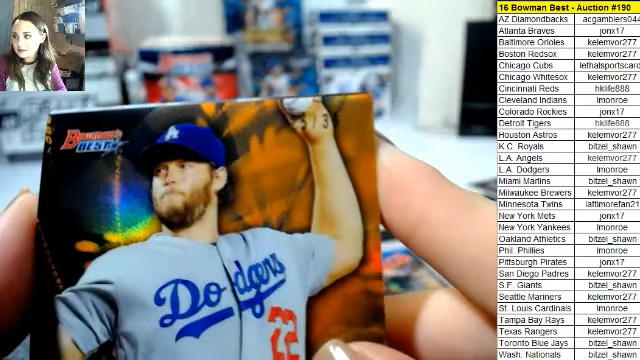 16 Bowman Best - Auction #190
AZ Diamondbacks acgamblers044
Atlanta Braves jonx17
Baltimore Orioles kelemvor277
Boston Redsox kelemvor277
Chicago Cubs lethalsportscard
Chicago Whitesox kelemvor277
Cincinnati Reds hklife888
Cleveland Indians lmonroe
Colorado Rockies jonx17
Detroit Tigers hklife888
Houston Astros kelemvor277
K.C. Royals bitzel_shawn
L.A. Angels kelemvor277
L.A. Dodgers lmonroe
Miami Marlins bitzel_shawn
Milwaukee Brewers kelemvor277
Minnesota Twins lattimorefan21
New York Mets jonx17
New York Yankees lmonroe
Oakland Athletics bitzel_shawn
Phil. Phillies lmonroe
Pittsburgh Pirates jonx17
San Diego Padres kelemvor277
S.F. Giants bitzel_shawn
Seattle Mariners kelemvor277
St. Louis Cardinals lmonroe
Tampa Bay Rays kelemvor277
Texas Rangers kelemvor277
Toronto Blue Jays bitzel_shawn
Wash. Nationals bitzel_shawn
Bowman's
BEST
LA
Dodgers
22